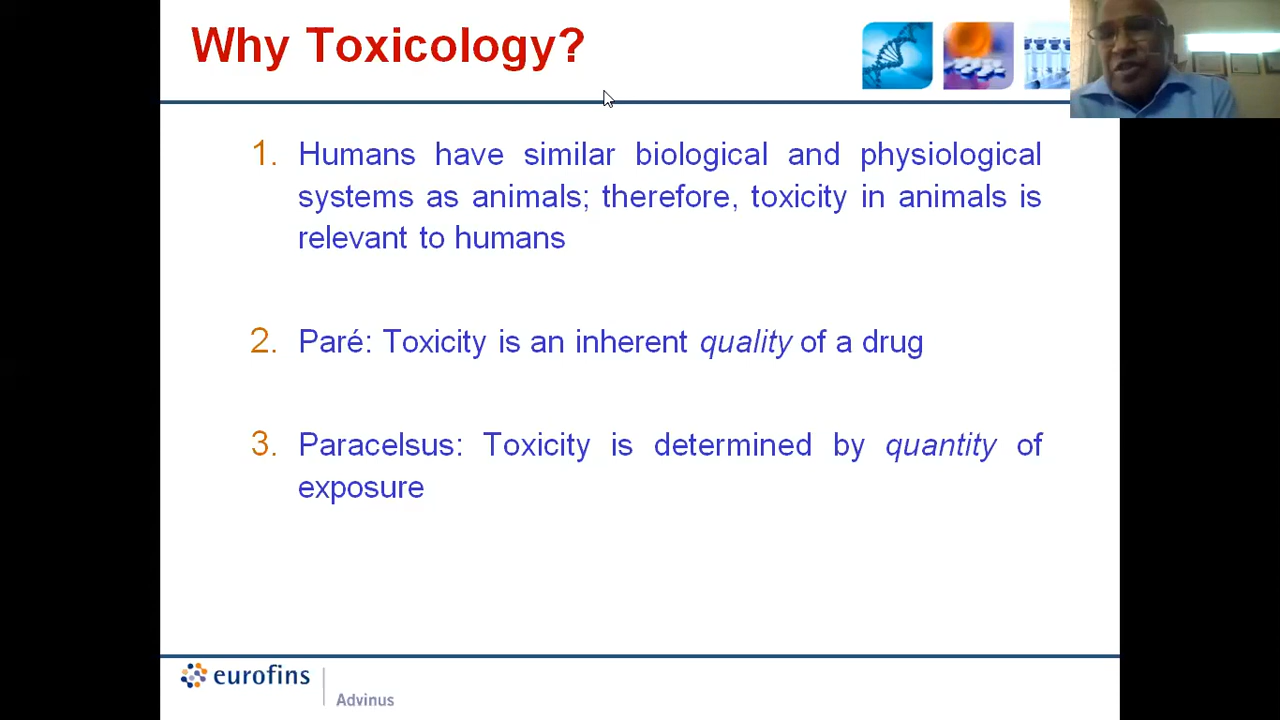 Why Toxicology?
1. Humans have similar biological and physiological
systems as animals; therefore, toxicity in animals is
relevant to humans
2. Paré: Toxicity is an inherent quality of a drug
3. Paracelsus: Toxicity is determined by quantity of
exposure
eurofins
Advinus